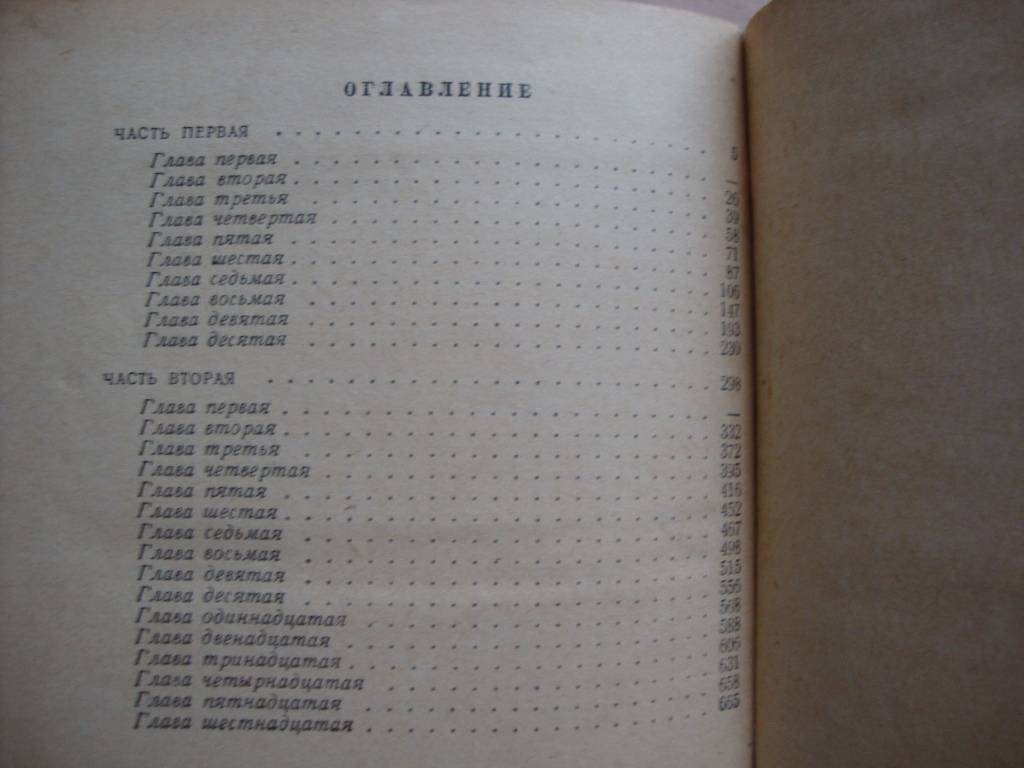 ОГЛАВЛЕНИЕ
ЧАСТЬ ПЕРВАЯ . . . . . . . . . . . . . . . . . . . 5
Глава первая . . . . . . . . . . . . . . . . . . . —
Глава вторая . . . . . . . . . . . . . . . . . . . 26
Глава третья . . . . . . . . . . . . . . . . . . . 39
Глава четвертая . . . . . . . . . . . . . . . . . . . 58
Глава пятая . . . . . . . . . . . . . . . . . . . 71
Глава шестая . . . . . . . . . . . . . . . . . . . 87
Глава седьмая . . . . . . . . . . . . . . . . . . . 106
Глава восьмая . . . . . . . . . . . . . . . . . . . 147
Глава девятая . . . . . . . . . . . . . . . . . . . 193
Глава десятая . . . . . . . . . . . . . . . . . . . 239
ЧАСТЬ ВТОРАЯ . . . . . . . . . . . . . . . . . . . 298
Глава первая . . . . . . . . . . . . . . . . . . . —
Глава вторая . . . . . . . . . . . . . . . . . . . 332
Глава третья . . . . . . . . . . . . . . . . . . . 372
Глава четвертая . . . . . . . . . . . . . . . . . . . 395
Глава пятая . . . . . . . . . . . . . . . . . . . 416
Глава шестая . . . . . . . . . . . . . . . . . . . 452
Глава седьмая . . . . . . . . . . . . . . . . . . . 467
Глава восьмая . . . . . . . . . . . . . . . . . . . 498
Глава девятая . . . . . . . . . . . . . . . . . . . 515
Глава десятая . . . . . . . . . . . . . . . . . . . 556
Глава одиннадцатая . . . . . . . . . . . . . . . . . . . 568
Глава двенадцатая . . . . . . . . . . . . . . . . . . . 588
Глава тринадцатая . . . . . . . . . . . . . . . . . . . 606
Глава четырнадцатая . . . . . . . . . . . . . . . . . . . 631
Глава пятнадцатая . . . . . . . . . . . . . . . . . . . 658
Глава шестнадцатая . . . . . . . . . . . . . . . . . . . 665